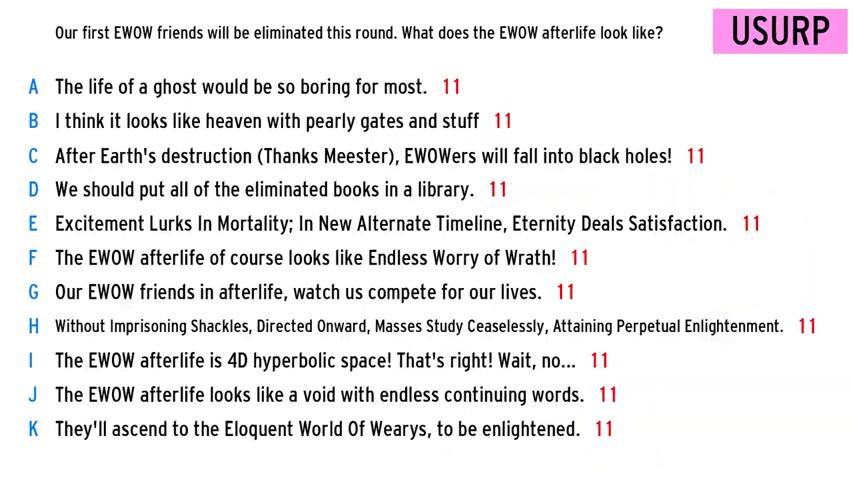 Our first EWOW friends will be eliminated this round. What does the EWOW afterlife look like?
USURP
A The life of a ghost would be so boring for most. 11
B I think it looks like heaven with pearly gates and stuff 11
C After Earth's destruction (Thanks Meester), EWOWers will fall into black holes! 11
D We should put all of the eliminated books in a library. 11
E Excitement Lurks In Mortality; In New Alternate Timeline, Eternity Deals Satisfaction. 11
F The EWOW afterlife of course looks like Endless Worry of Wrath! 11
G Our EWOW friends in afterlife, watch us compete for our lives. 11
H Without Imprisoning Shackles, Directed Onward, Masses Study Ceaselessly, Attaining Perpetual Enlightenment. 11
I The EWOW afterlife is 4D hyperbolic space! That's right! Wait, no... 11
J The EWOW afterlife looks like a void with endless continuing words. 11
K They'll ascend to the Eloquent World Of Wearys, to be enlightened. 11